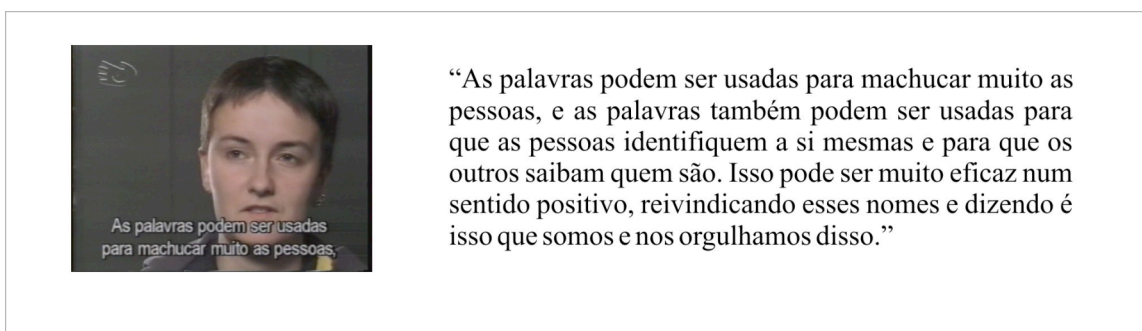 As palavras podem ser usadas
para machucar muito as pessoas,
“As palavras podem ser usadas para machucar muito as
pessoas, e as palavras também podem ser usadas para
que as pessoas identifiquem a si mesmas e para que os
outros saibam quem são. Isso pode ser muito eficaz num
sentido positivo, reivindicando esses nomes e dizendo é
isso que somos e nos orgulhamos disso.”